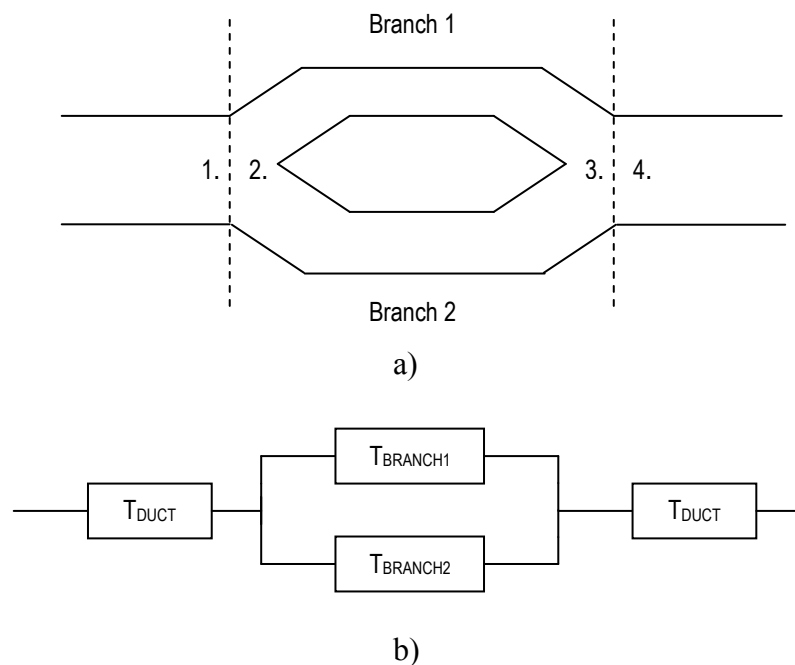 Branch 1
1. 2. 3. 4.
Branch 2
a)
TBRANCH1
TDUCT TDUCT
TBRANCH2
b)